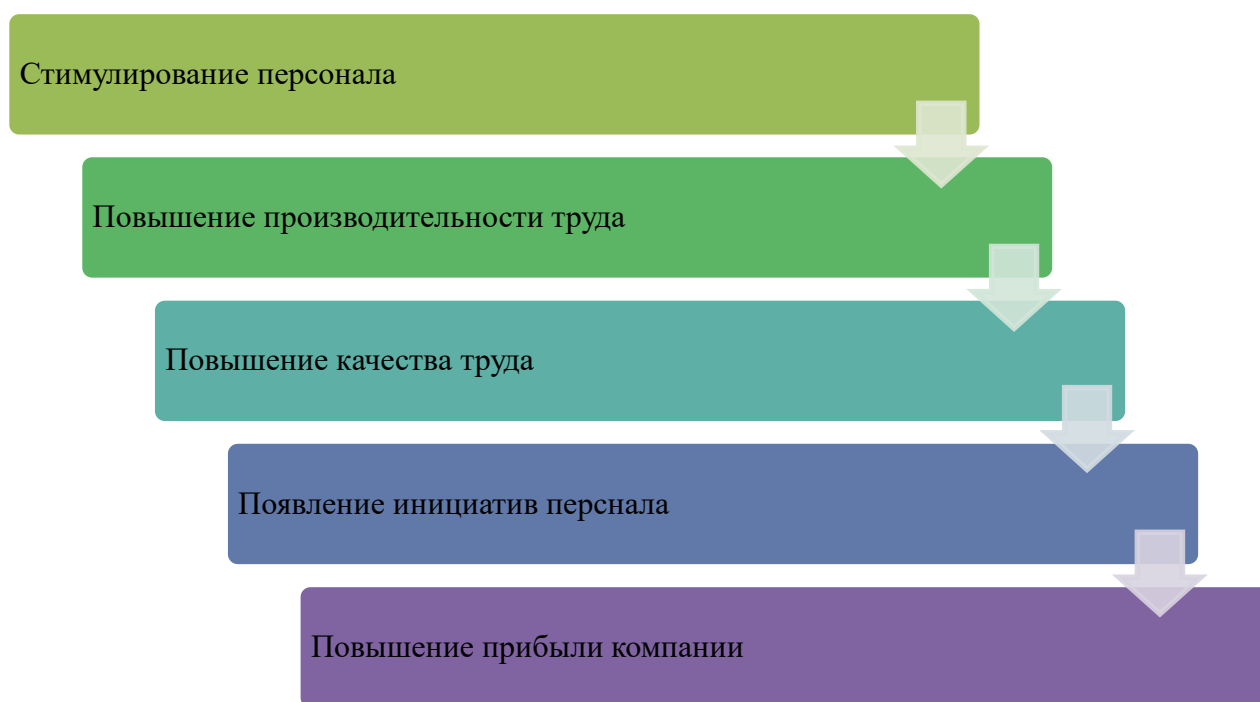 Стимулирование персонала
Повышение производительности труда
Повышение качества труда
Появление инициатив перснала
Повышение прибыли компании